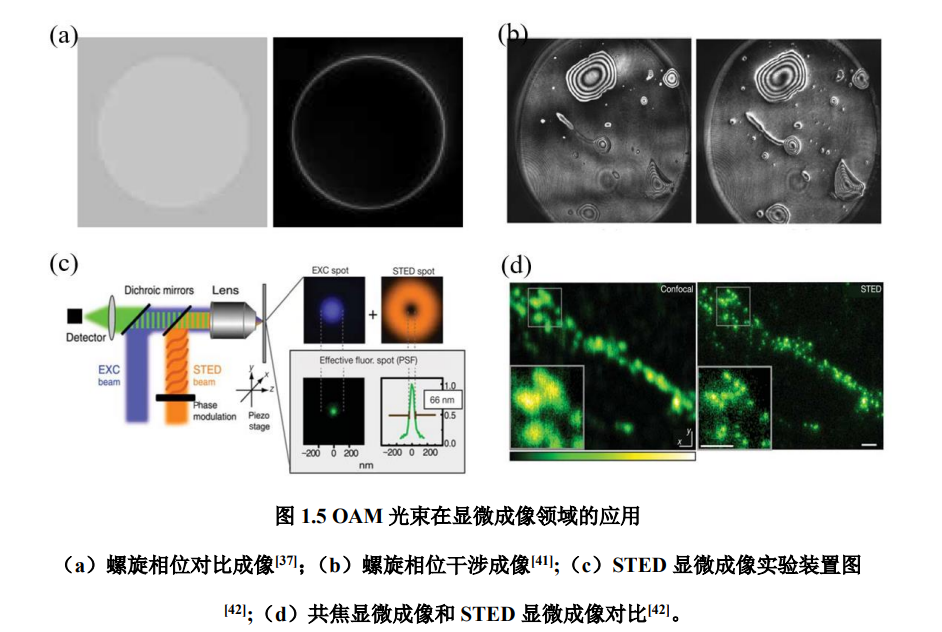 (a)
(b)
(c)
Dichroic mirrors
Lens
Detector
EXC
beam
STED
beam
Phase
modulation
y
x
z
Piezo
stage
EXC spot
STED spot
+
Effective fluor. spot (PSF)
1.0
66 nm
0.5
0.0
−200 0 200
−200 0 200
nm
(d)
Confocal
STED
y
x
图 1.5 OAM 光束在显微成像领域的应用
（a）螺旋相位对比成像[37]；（b）螺旋相位干涉成像[41];（c）STED 显微成像实验装置图
[42];（d）共焦显微成像和 STED 显微成像对比[42]。